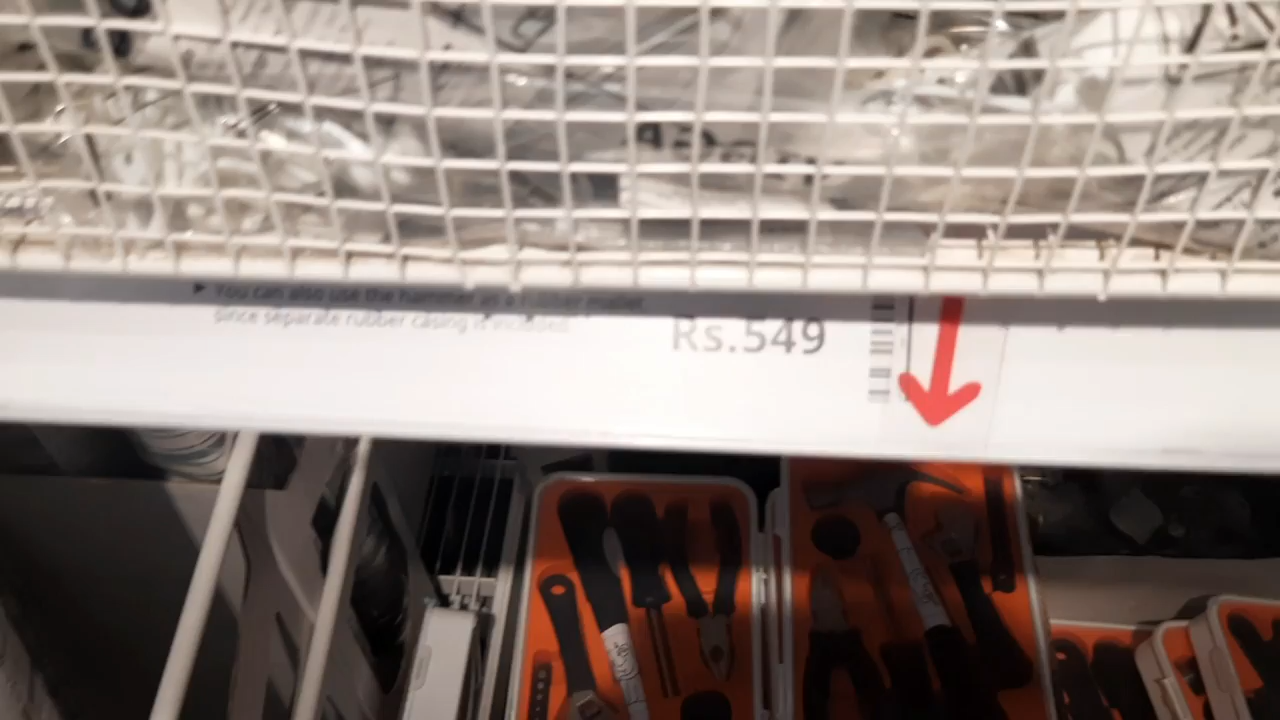 ▶ You can also use the hammer as a rubber mallet
since separate rubber casing is included
Rs.549